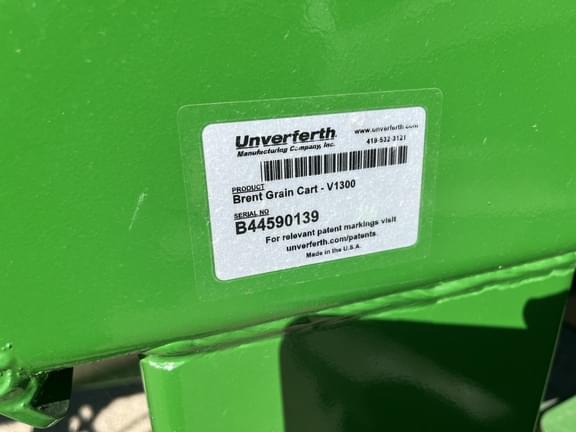 Unverferth
www.unverferth.com
Manufacturing Company, Inc.
419-532-3121
PRODUCT
Brent Grain Cart - V1300
SERIAL NO
B44590139
For relevant patent markings visit
unverferth.com/patents.
Made in the U.S.A.